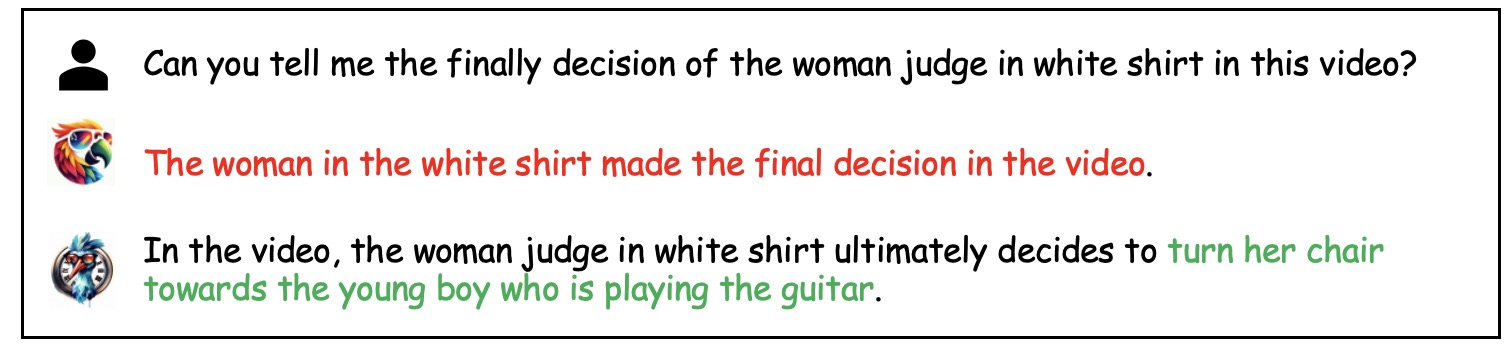 Can you tell me the finally decision of the woman judge in white shirt in this video?
The woman in the white shirt made the final decision in the video.
In the video, the woman judge in white shirt ultimately decides to turn her chair
towards the young boy who is playing the guitar.